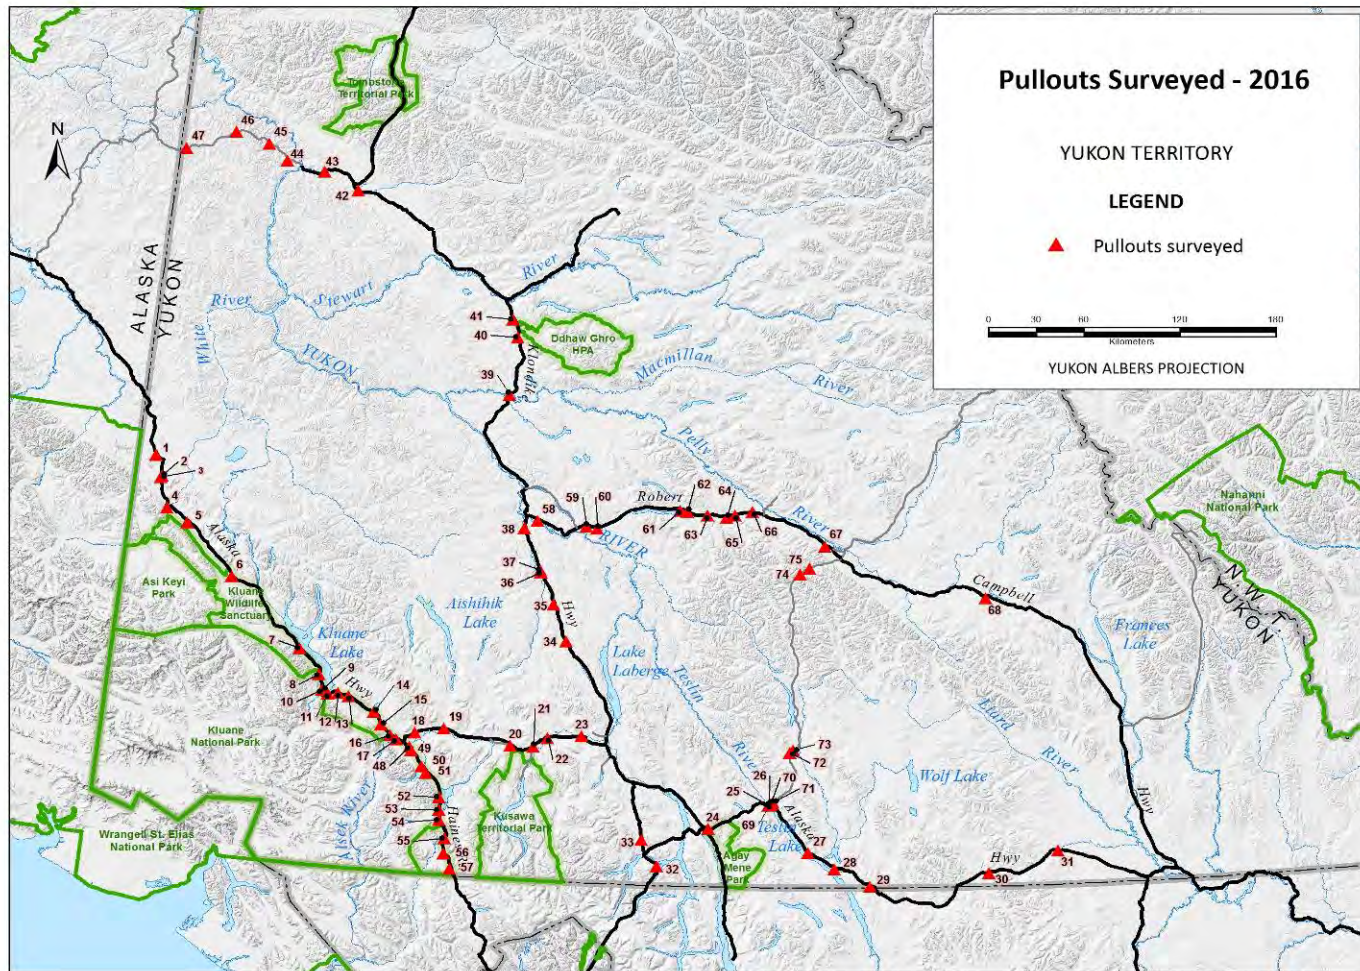 Pullouts Surveyed - 2016
YUKON TERRITORY
LEGEND
Pullouts surveyed
0 30 60 120 180
Kilometers
YUKON ALBERS PROJECTION
N
Tombstone
Territorial Park
47
46
45
44
43
42
ALASKA
YUKON
River
Stewart
River
White
YUKON
41
40
39
Klondike
Ddhaw Ghro
HPA
Macmillan
River
Pelly
River
1
2
3
4
5
Alaska
6
Asi Keyi
Park
Kluane
Wildlife
Sanctuary
7
Kluane
Lake
8
9
10
Hwy
11
12
13
14
15
16
17
18
19
48
49
50
51
52
53
54
55
56
57
Haines
Kluane
National Park
Alsek River
Wrangell St. Elias
National Park
Kusawa
Territorial Park
20
21
22
23
Aishihik
Lake
38
58
59
60
RIVER
Robert
61
62
63
64
65
66
67
75
74
Campbell
68
Frances
Lake
Nahanni
National Park
N W T
YUKON
37
36
35
Hwy
34
Lake
Laberge
Teslin
River
Liard
River
Wolf Lake
73
72
26
70
25
71
69
Alaska
Teslin
Lake
24
Agay
Mene
Park
33
32
27
28
29
30
Hwy
31
Hwy